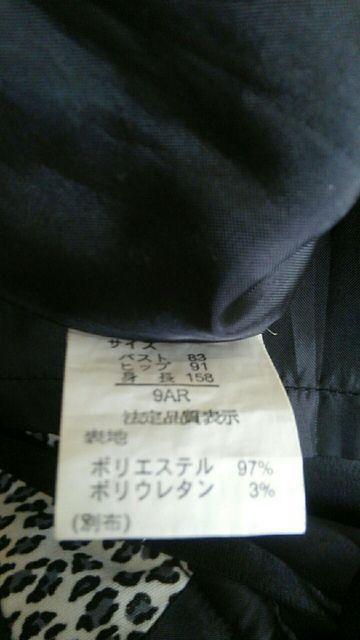 サイズ
バスト 83
ヒップ 91
身 長 158
9AR
法定品質表示
表地
ポリエステル 97%
ポリウレタン 3%
(別布)